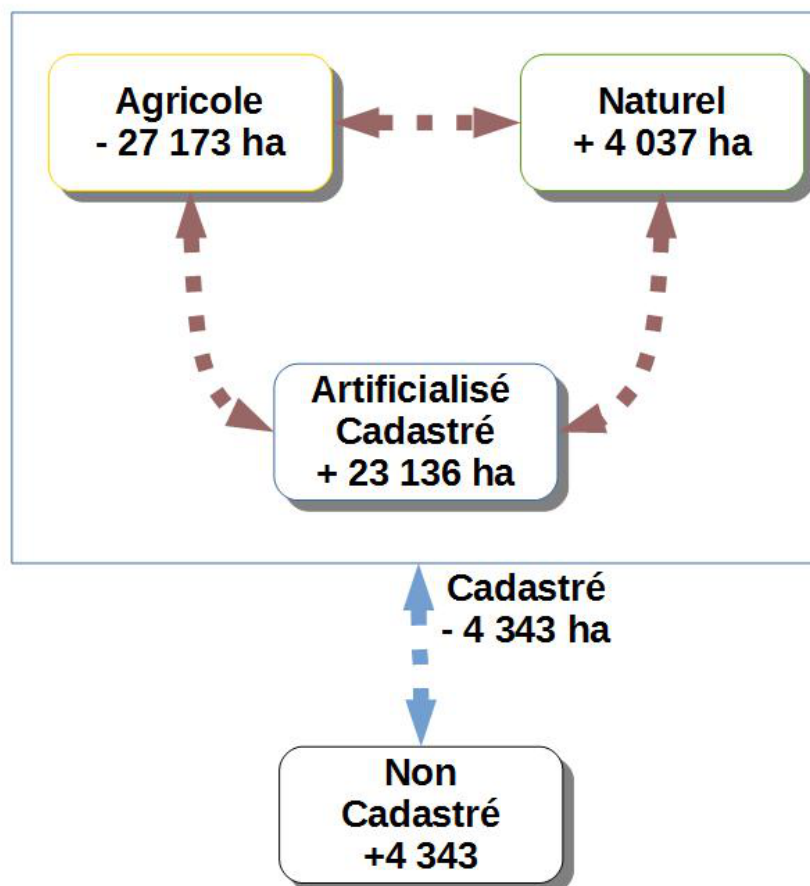 Agricole
- 27 173 ha
Naturel
+ 4 037 ha
Artificialisé
Cadastré
+ 23 136 ha
Cadastré
- 4 343 ha
Non
Cadastré
+4 343